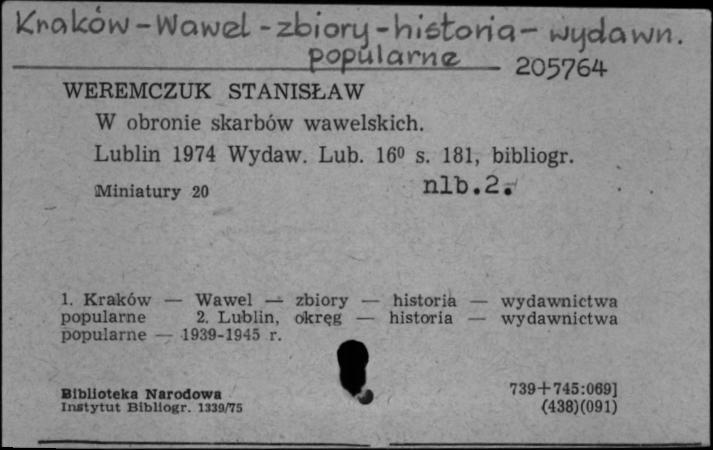 Kraków - Wawel - zbiory - historia - wydawn.
popularne
205764
WEREMCZUK STANISŁAW
W obronie skarbów wawelskich.
Lublin 1974 Wydaw. Lub. 16⁰ s. 181, bibliogr.
Miniatury 20 nlb.2.
1. Kraków — Wawel — zbiory — historia — wydawnictwa
popularne 2. Lublin, okręg — historia — wydawnictwa
popularne — 1939-1945 r.
Biblioteka Narodowa 739+745:069]
Instytut Bibliogr. 1339/75 (438)(091)